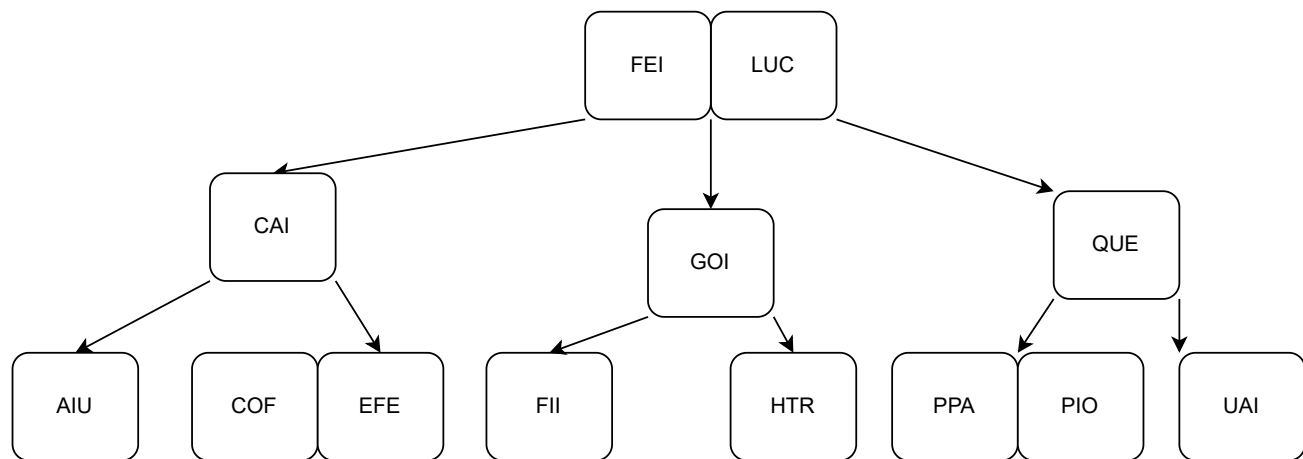 FEI LUC
CAI
GOI
QUE
AIU COF EFE FII HTR PPA PIO UAI